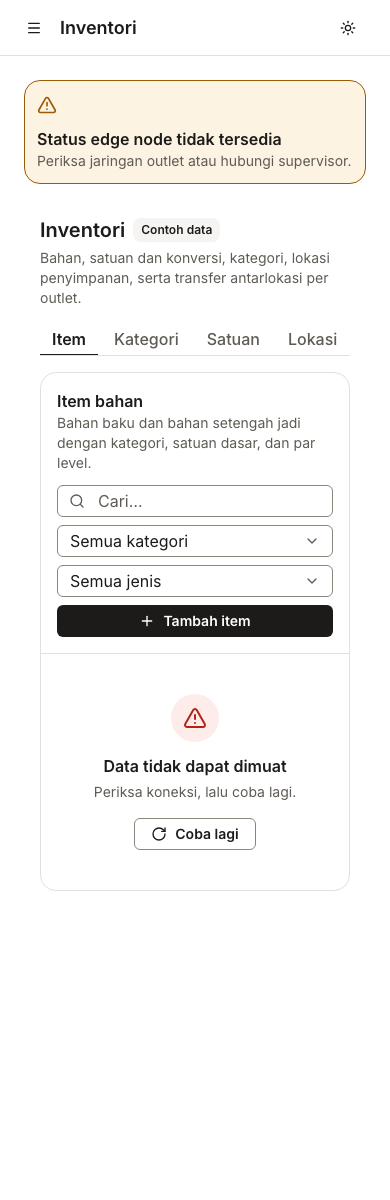 Inventori
Status edge node tidak tersedia
Periksa jaringan outlet atau hubungi supervisor.
Inventori Contoh data
Bahan, satuan dan konversi, kategori, lokasi
penyimpanan, serta transfer antarlokasi per
outlet.
Item Kategori Satuan Lokasi
Item bahan
Bahan baku dan bahan setengah jadi
dengan kategori, satuan dasar, dan par
level.
Cari...
Semua kategori
Semua jenis
Tambah item
Data tidak dapat dimuat
Periksa koneksi, lalu coba lagi.
Coba lagi